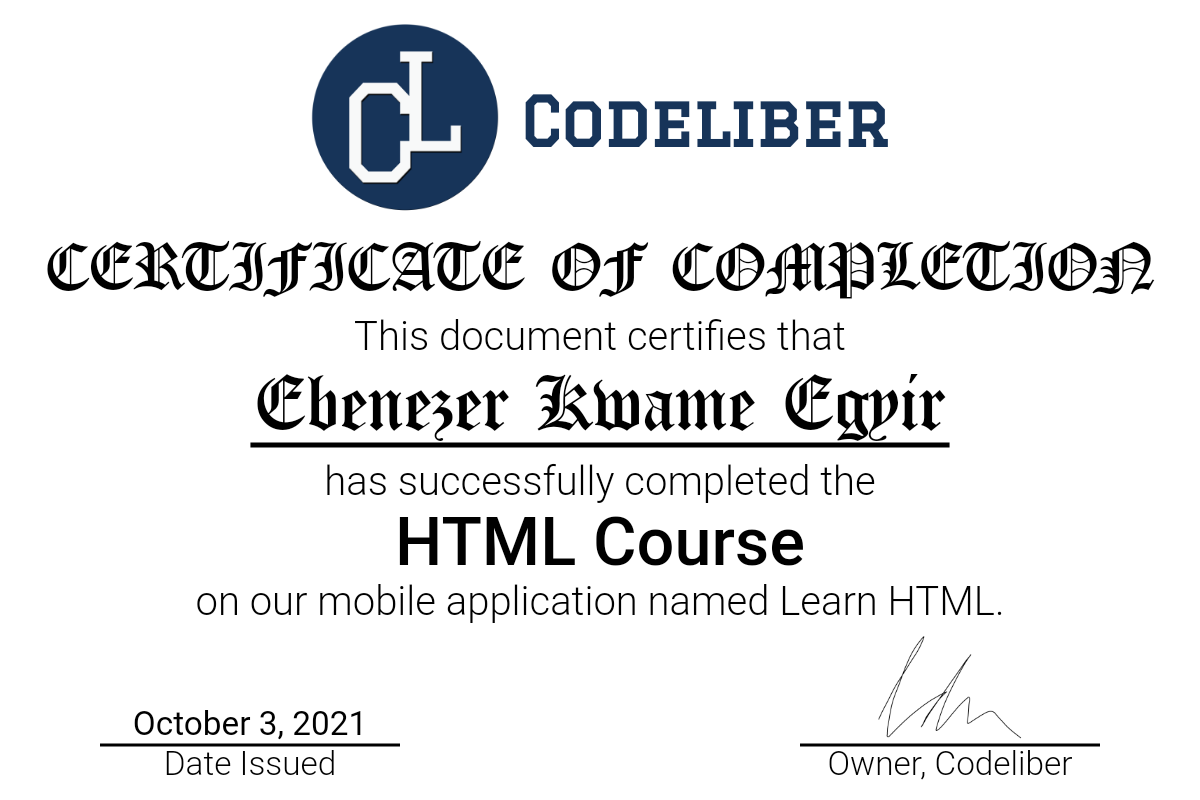 CL CODELIBER
CERTIFICATE OF COMPLETION
This document certifies that
Ebenezer Kwame Egyir
has successfully completed the
HTML Course
on our mobile application named Learn HTML.
October 3, 2021
Date Issued
Owner, Codeliber